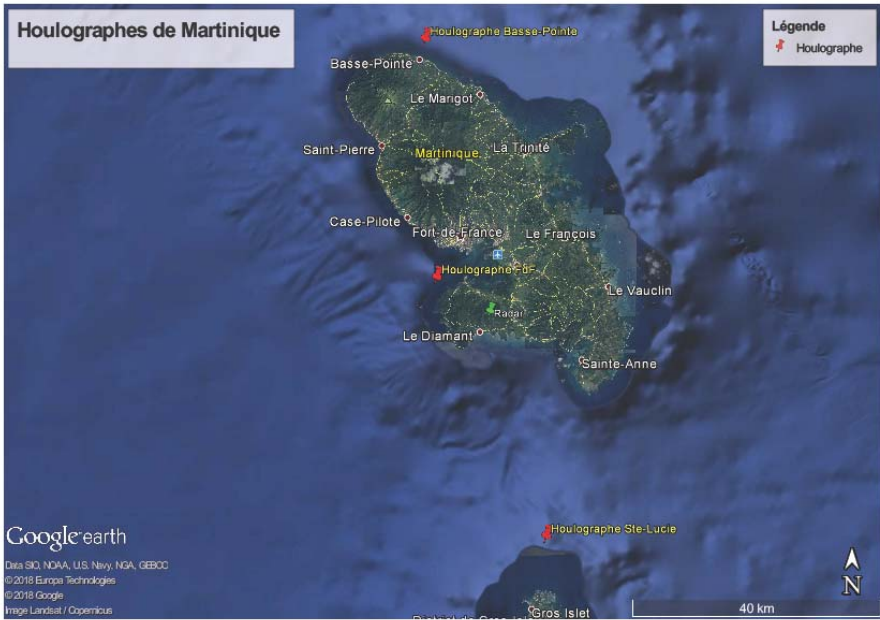 Houlographes de Martinique
Légende
Houlographe
Houlographe Basse-Pointe
Basse-Pointe
Le Marigot
Saint-Pierre
Martinique
La Trinité
Case-Pilote
Fort-de-France
Le François
Houlographe FdF
Le Vauclin
Radar
Le Diamant
Sainte-Anne
Houlographe Ste-Lucie
Google earth
Data SIO, NOAA, U.S. Navy, NGA, GEBCO
© 2018 Europa Technologies
© 2018 Google
Image Landsat / Copernicus
Gros Islet
N
40 km